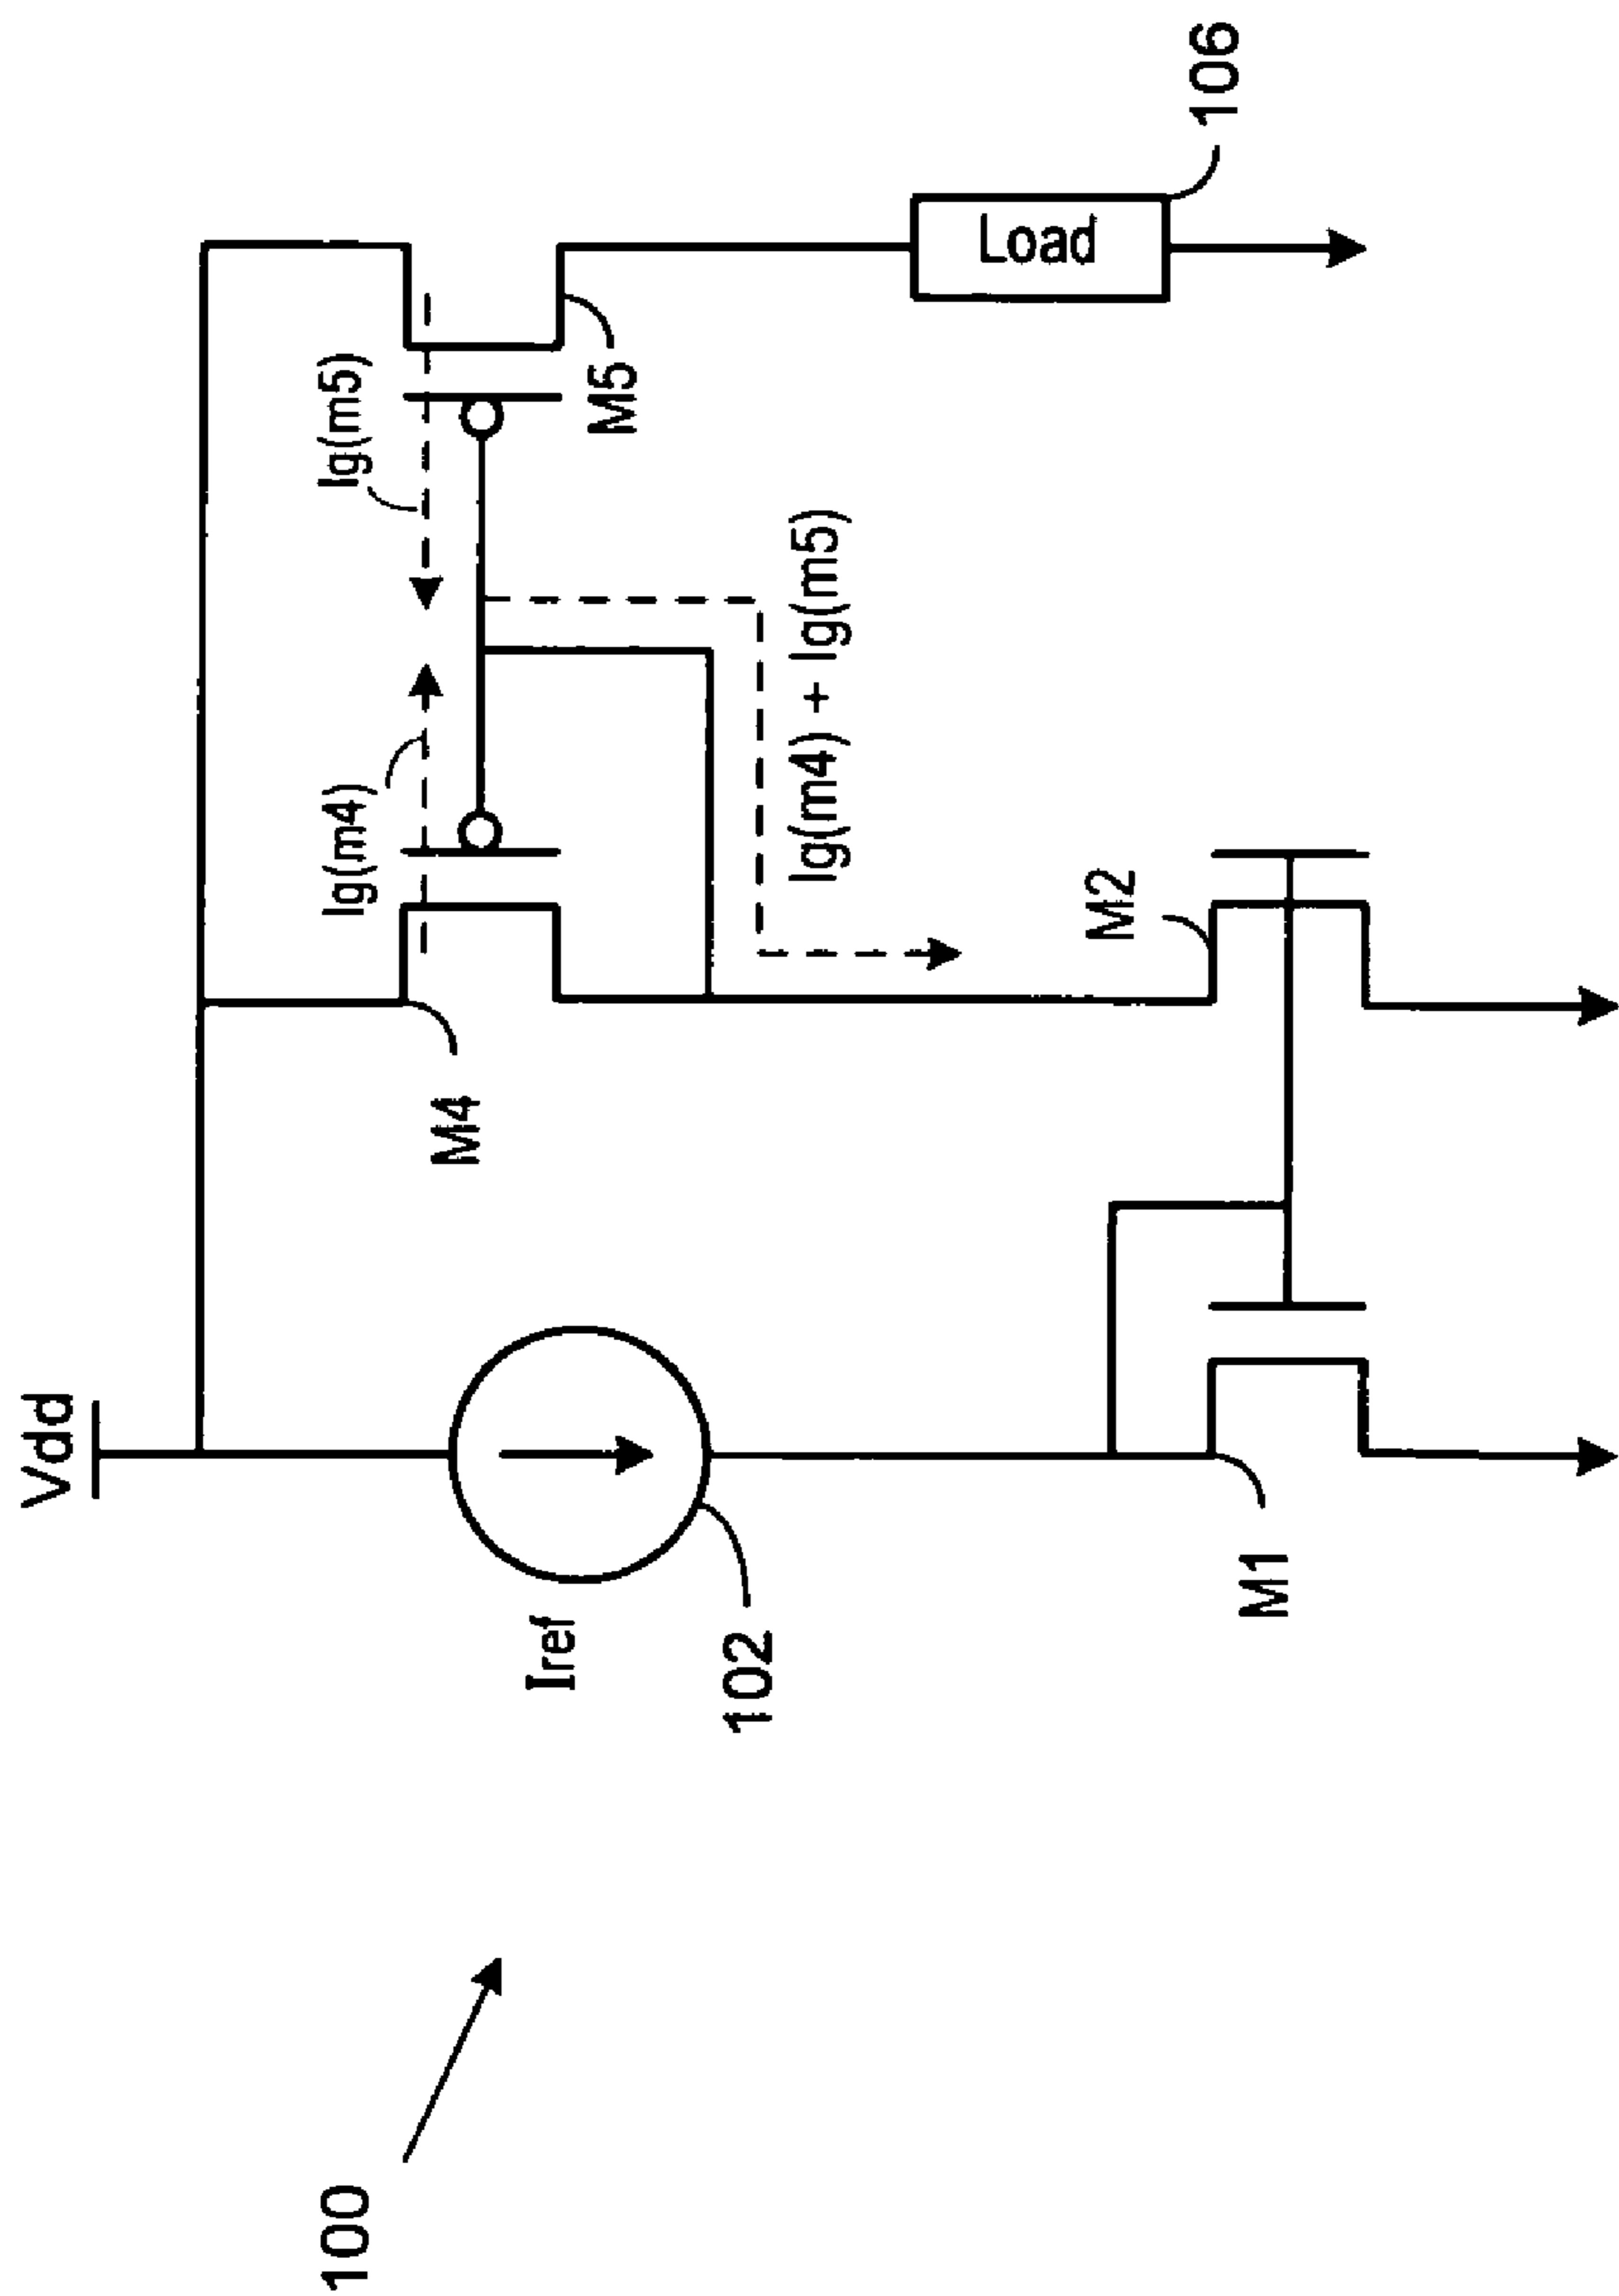 100
Vdd
Iref
102
M1
M4
M2
Ig(m4)
Ig(m5)
Ig(m4) + Ig(m5)
M5
Load
106